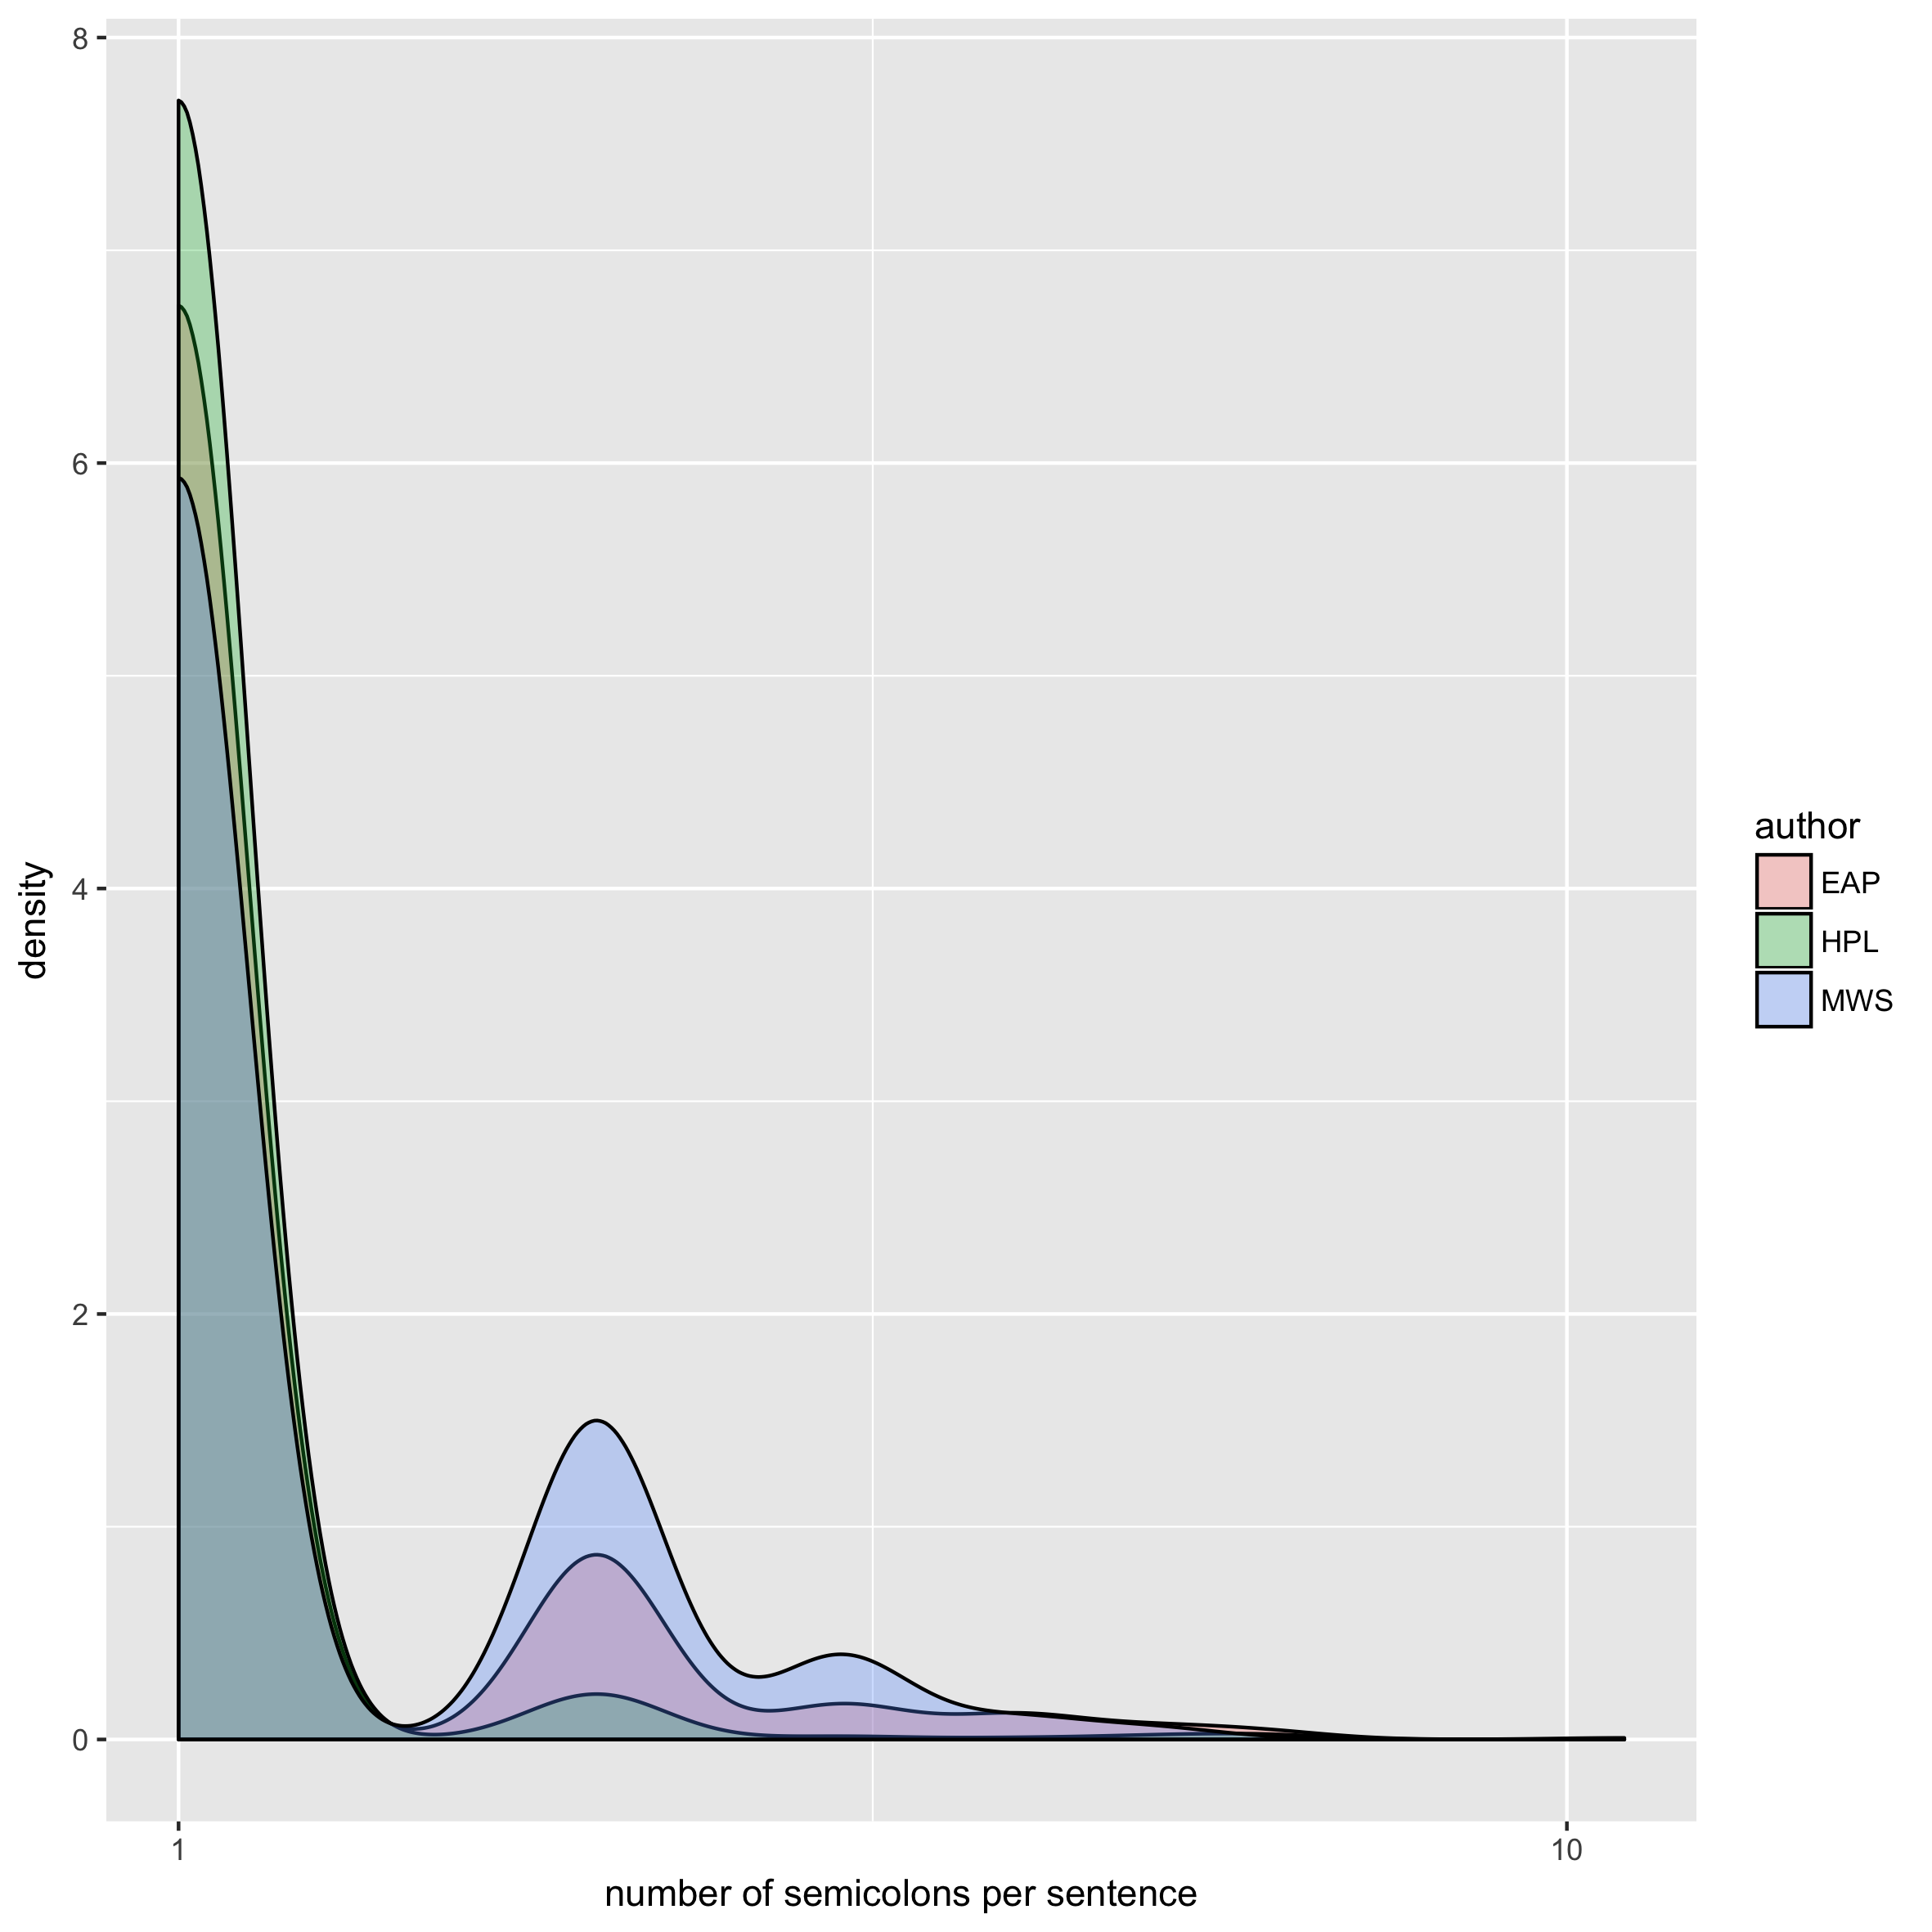 8
6
4
2
0
density
1
10
number of semicolons per sentence
author
EAP
HPL
MWS